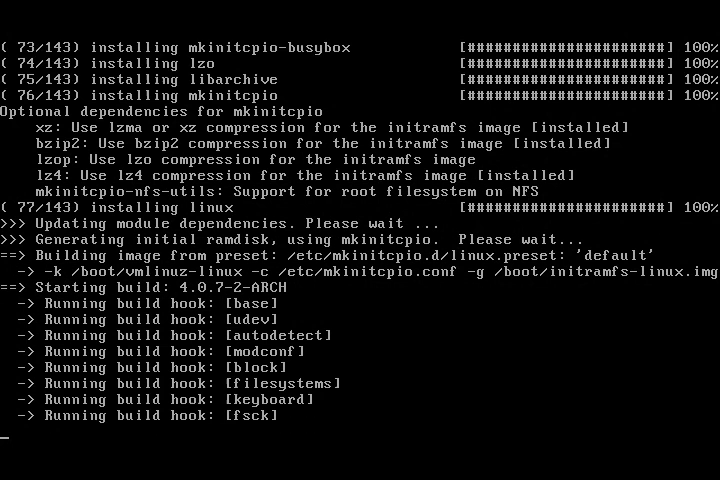 ( 73/143) installing mkinitcpio-busybox [######################] 100%
( 74/143) installing lzo [######################] 100%
( 75/143) installing libarchive [######################] 100%
( 76/143) installing mkinitcpio [######################] 100%
Optional dependencies for mkinitcpio
xz: Use lzma or xz compression for the initramfs image [installed]
bzip2: Use bzip2 compression for the initramfs image [installed]
lzop: Use lzo compression for the initramfs image
lz4: Use lz4 compression for the initramfs image [installed]
mkinitcpio-nfs-utils: Support for root filesystem on NFS
( 77/143) installing linux [######################] 100%
>>> Updating module dependencies. Please wait ...
>>> Generating initial ramdisk, using mkinitcpio.  Please wait...
==> Building image from preset: /etc/mkinitcpio.d/linux.preset: 'default'
-> -k /boot/vmlinuz-linux -c /etc/mkinitcpio.conf -g /boot/initramfs-linux.img
==> Starting build: 4.0.7-2-ARCH
-> Running build hook: [base]
-> Running build hook: [udev]
-> Running build hook: [autodetect]
-> Running build hook: [modconf]
-> Running build hook: [block]
-> Running build hook: [filesystems]
-> Running build hook: [keyboard]
-> Running build hook: [fsck]